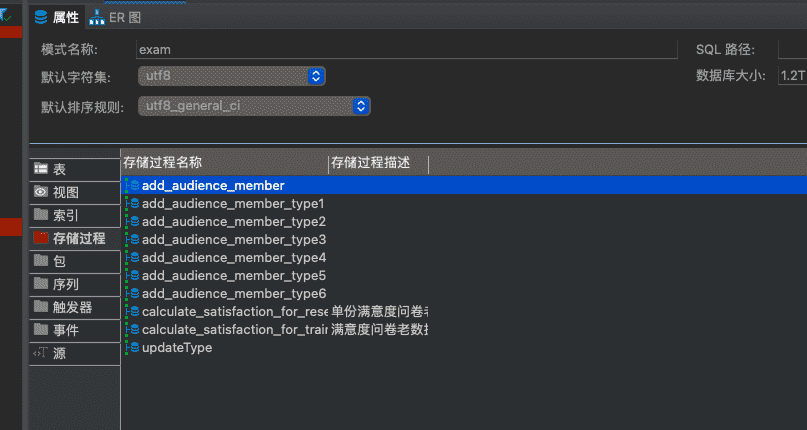 属性 ER 图
模式名称: exam SQL 路径:
默认字符集: utf8 数据库大小: 1.2T
默认排序规则: utf8_general_ci
存储过程名称 存储过程描述
表
视图
索引
存储过程
包
序列
触发器
事件
源
add_audience_member
add_audience_member_type1
add_audience_member_type2
add_audience_member_type3
add_audience_member_type4
add_audience_member_type5
add_audience_member_type6
calculate_satisfaction_for_rese 单份满意度问卷老
calculate_satisfaction_for_train 满意度问卷老数据
updateType